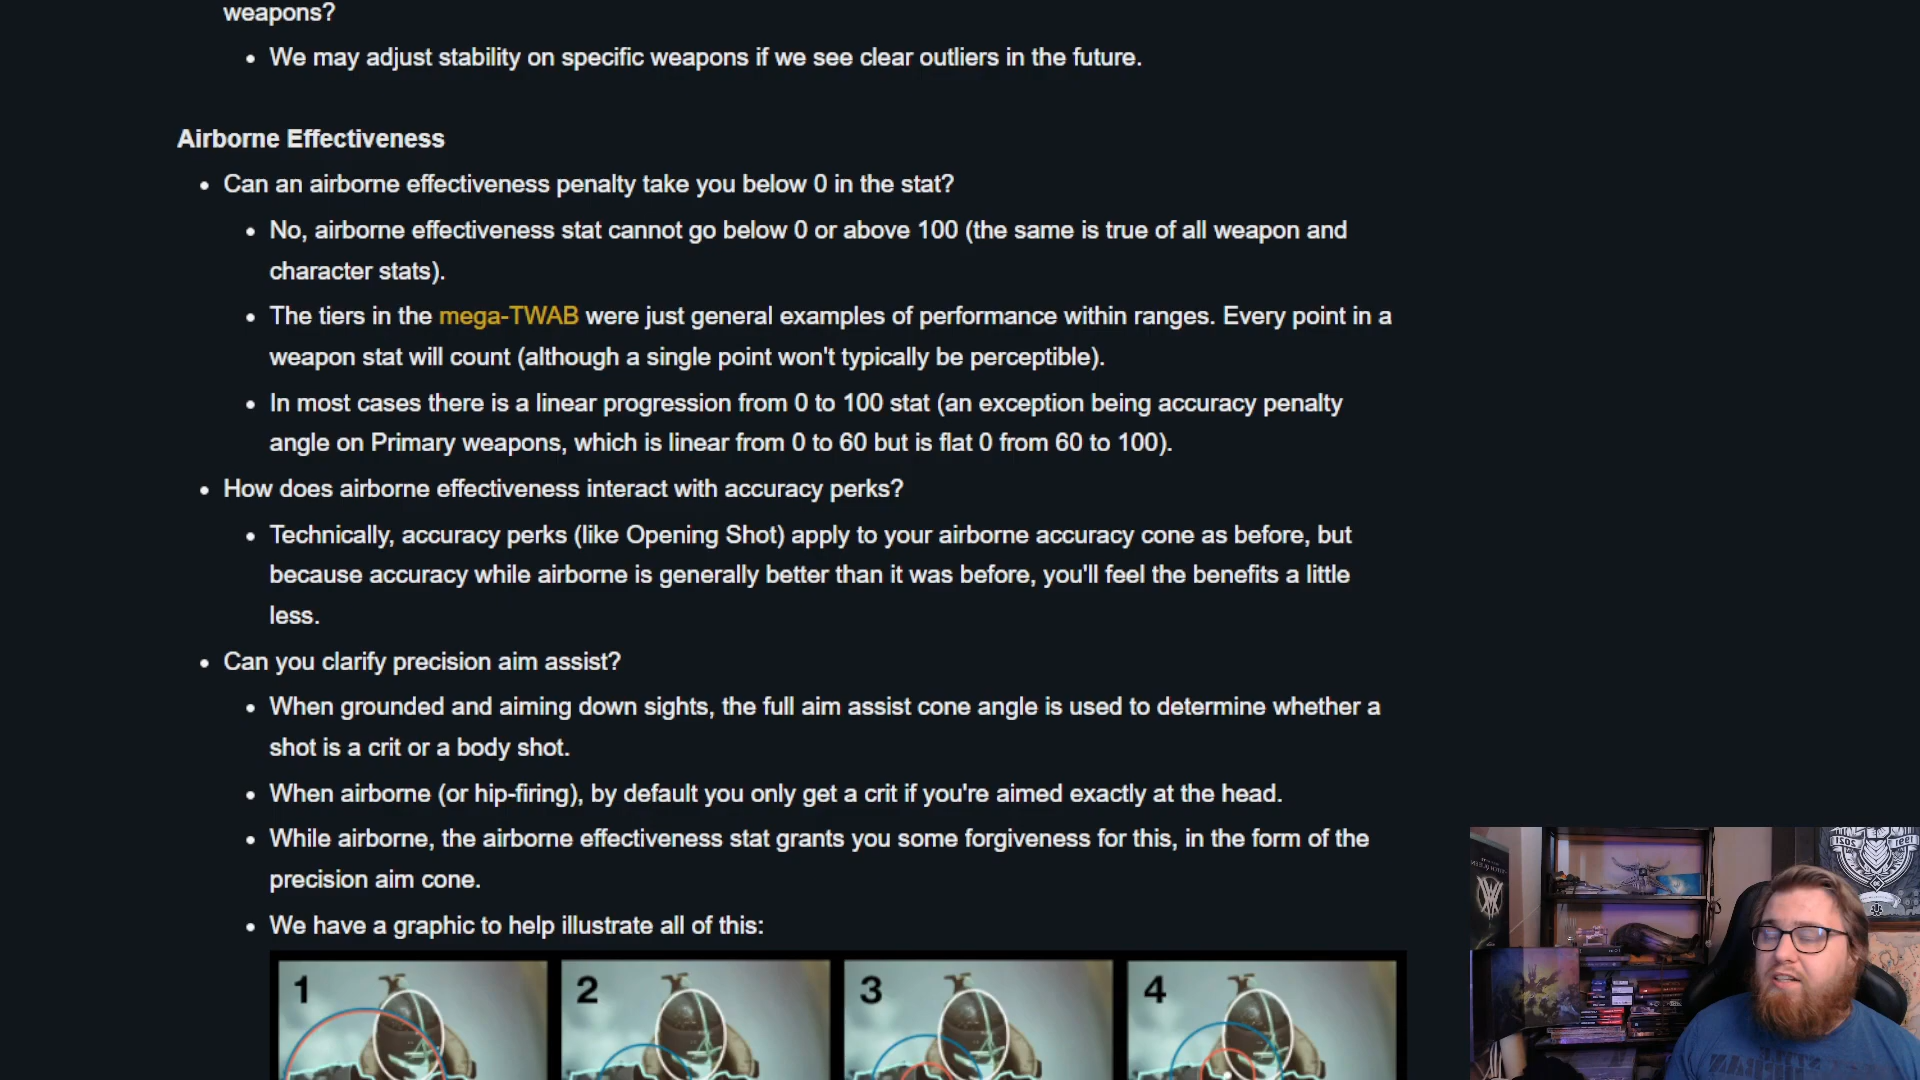 weapons?
• We may adjust stability on specific weapons if we see clear outliers in the future.
Airborne Effectiveness
• Can an airborne effectiveness penalty take you below 0 in the stat?
• No, airborne effectiveness stat cannot go below 0 or above 100 (the same is true of all weapon and
character stats).
• The tiers in the mega-TWAB were just general examples of performance within ranges. Every point in a
weapon stat will count (although a single point won't typically be perceptible).
• In most cases there is a linear progression from 0 to 100 stat (an exception being accuracy penalty
angle on Primary weapons, which is linear from 0 to 60 but is flat 0 from 60 to 100).
• How does airborne effectiveness interact with accuracy perks?
• Technically, accuracy perks (like Opening Shot) apply to your airborne accuracy cone as before, but
because accuracy while airborne is generally better than it was before, you'll feel the benefits a little
less.
• Can you clarify precision aim assist?
• When grounded and aiming down sights, the full aim assist cone angle is used to determine whether a
shot is a crit or a body shot.
• When airborne (or hip-firing), by default you only get a crit if you're aimed exactly at the head.
• While airborne, the airborne effectiveness stat grants you some forgiveness for this, in the form of the
precision aim cone.
• We have a graphic to help illustrate all of this:
1 2 3 4